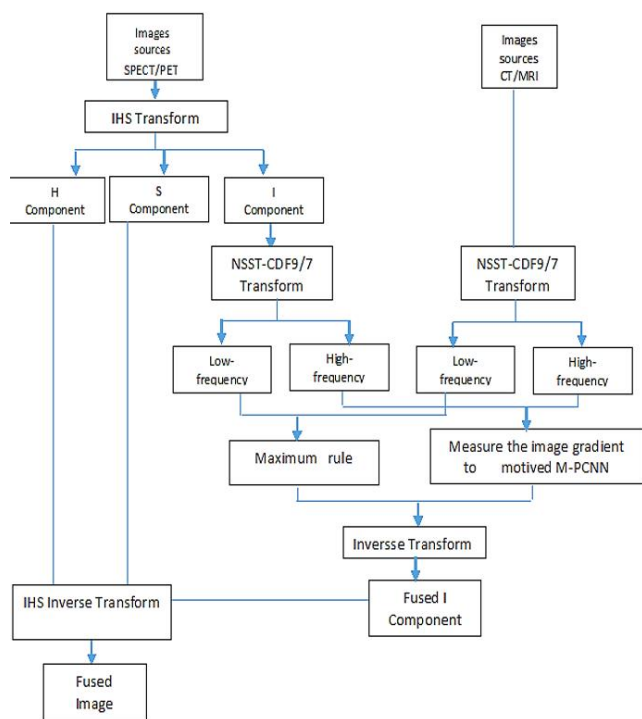 Images
sources
SPECT/PET
Images
sources
CT/MRI
IHS Transform
H
Component
S
Component
I
Component
NSST-CDF9/7
Transform
NSST-CDF9/7
Transform
Low-
frequency
High-
frequency
Low-
frequency
High-
frequency
Maximum rule
Measure the image gradient
to motived M-PCNN
Inversse Transform
IHS Inverse Transform
Fused I
Component
Fused
Image